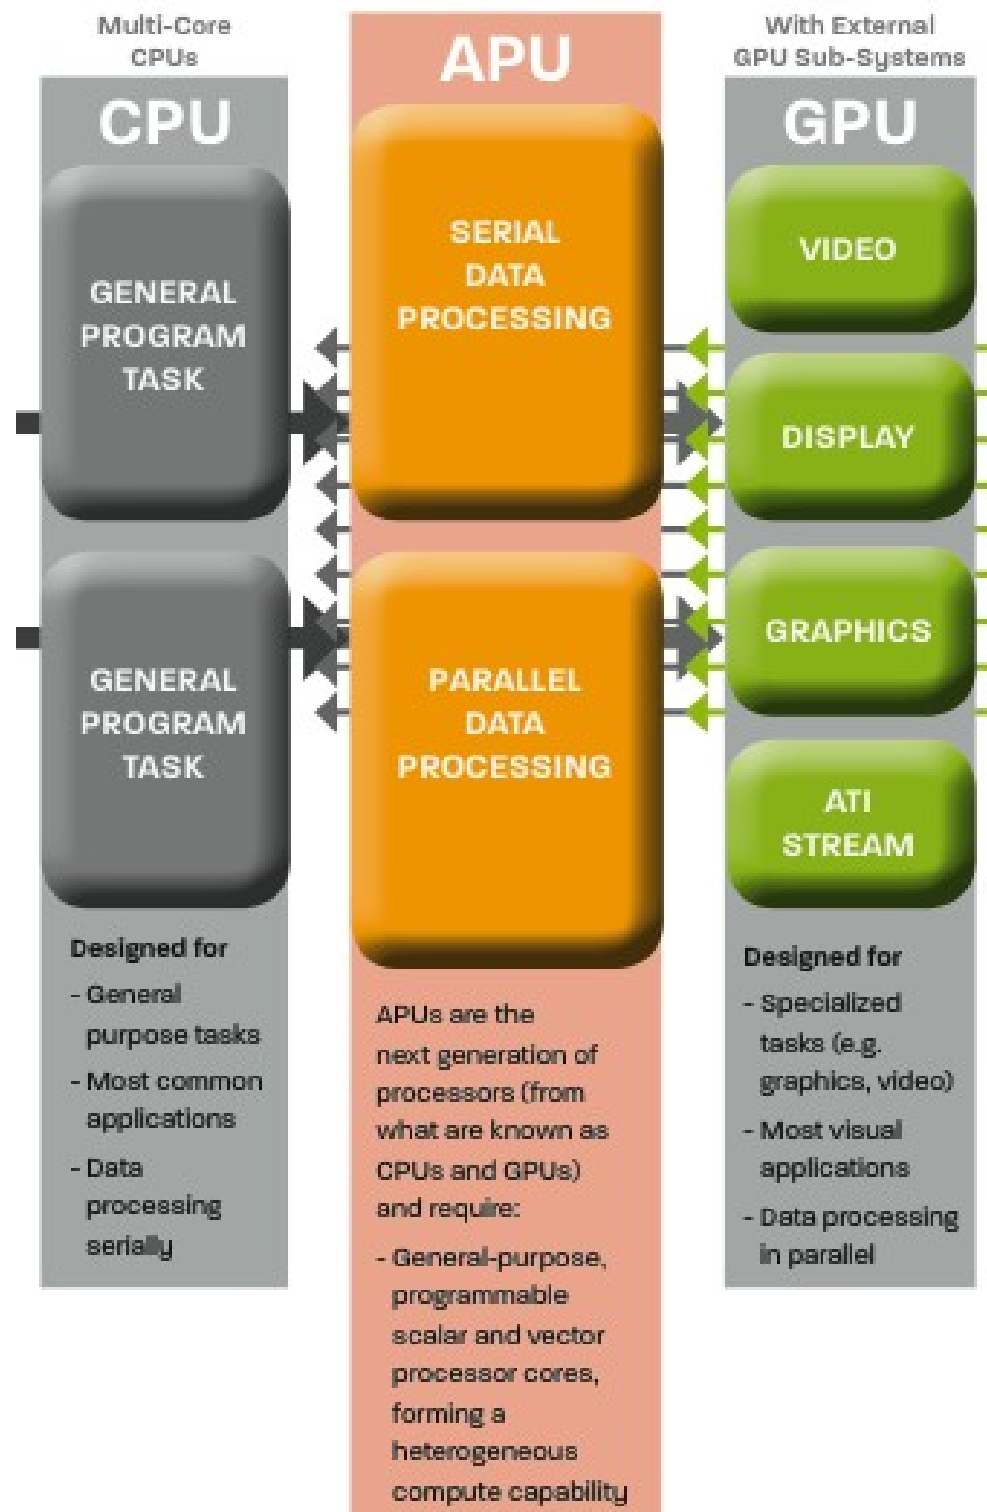 Multi-Core
CPUs
CPU
GENERAL
PROGRAM
TASK
GENERAL
PROGRAM
TASK
Designed for
- General
purpose tasks
- Most common
applications
- Data
processing
serially
APU
SERIAL
DATA
PROCESSING
PARALLEL
DATA
PROCESSING
APUs are the
next generation of
processors (from
what are known as
CPUs and GPUs)
and require:
- General-purpose,
programmable
scalar and vector
processor cores,
forming a
heterogeneous
compute capability
With External
GPU Sub-Systems
GPU
VIDEO
DISPLAY
GRAPHICS
ATI
STREAM
Designed for
- Specialized
tasks (e.g.
graphics, video)
- Most visual
applications
- Data processing
in parallel